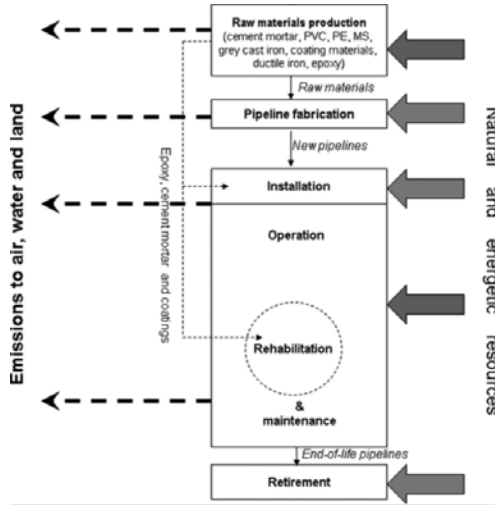 Raw materials production
(cement mortar, PVC, PE, MS,
grey cast iron, coating materials,
ductile iron, epoxy)
Raw materials
Pipeline fabrication
New pipelines
Installation
Operation
Rehabilitation
&
maintenance
End-of-life pipelines
Retirement
Emissions to air, water and land
Epoxy, cement mortar and coatings
Natural and energetic resources